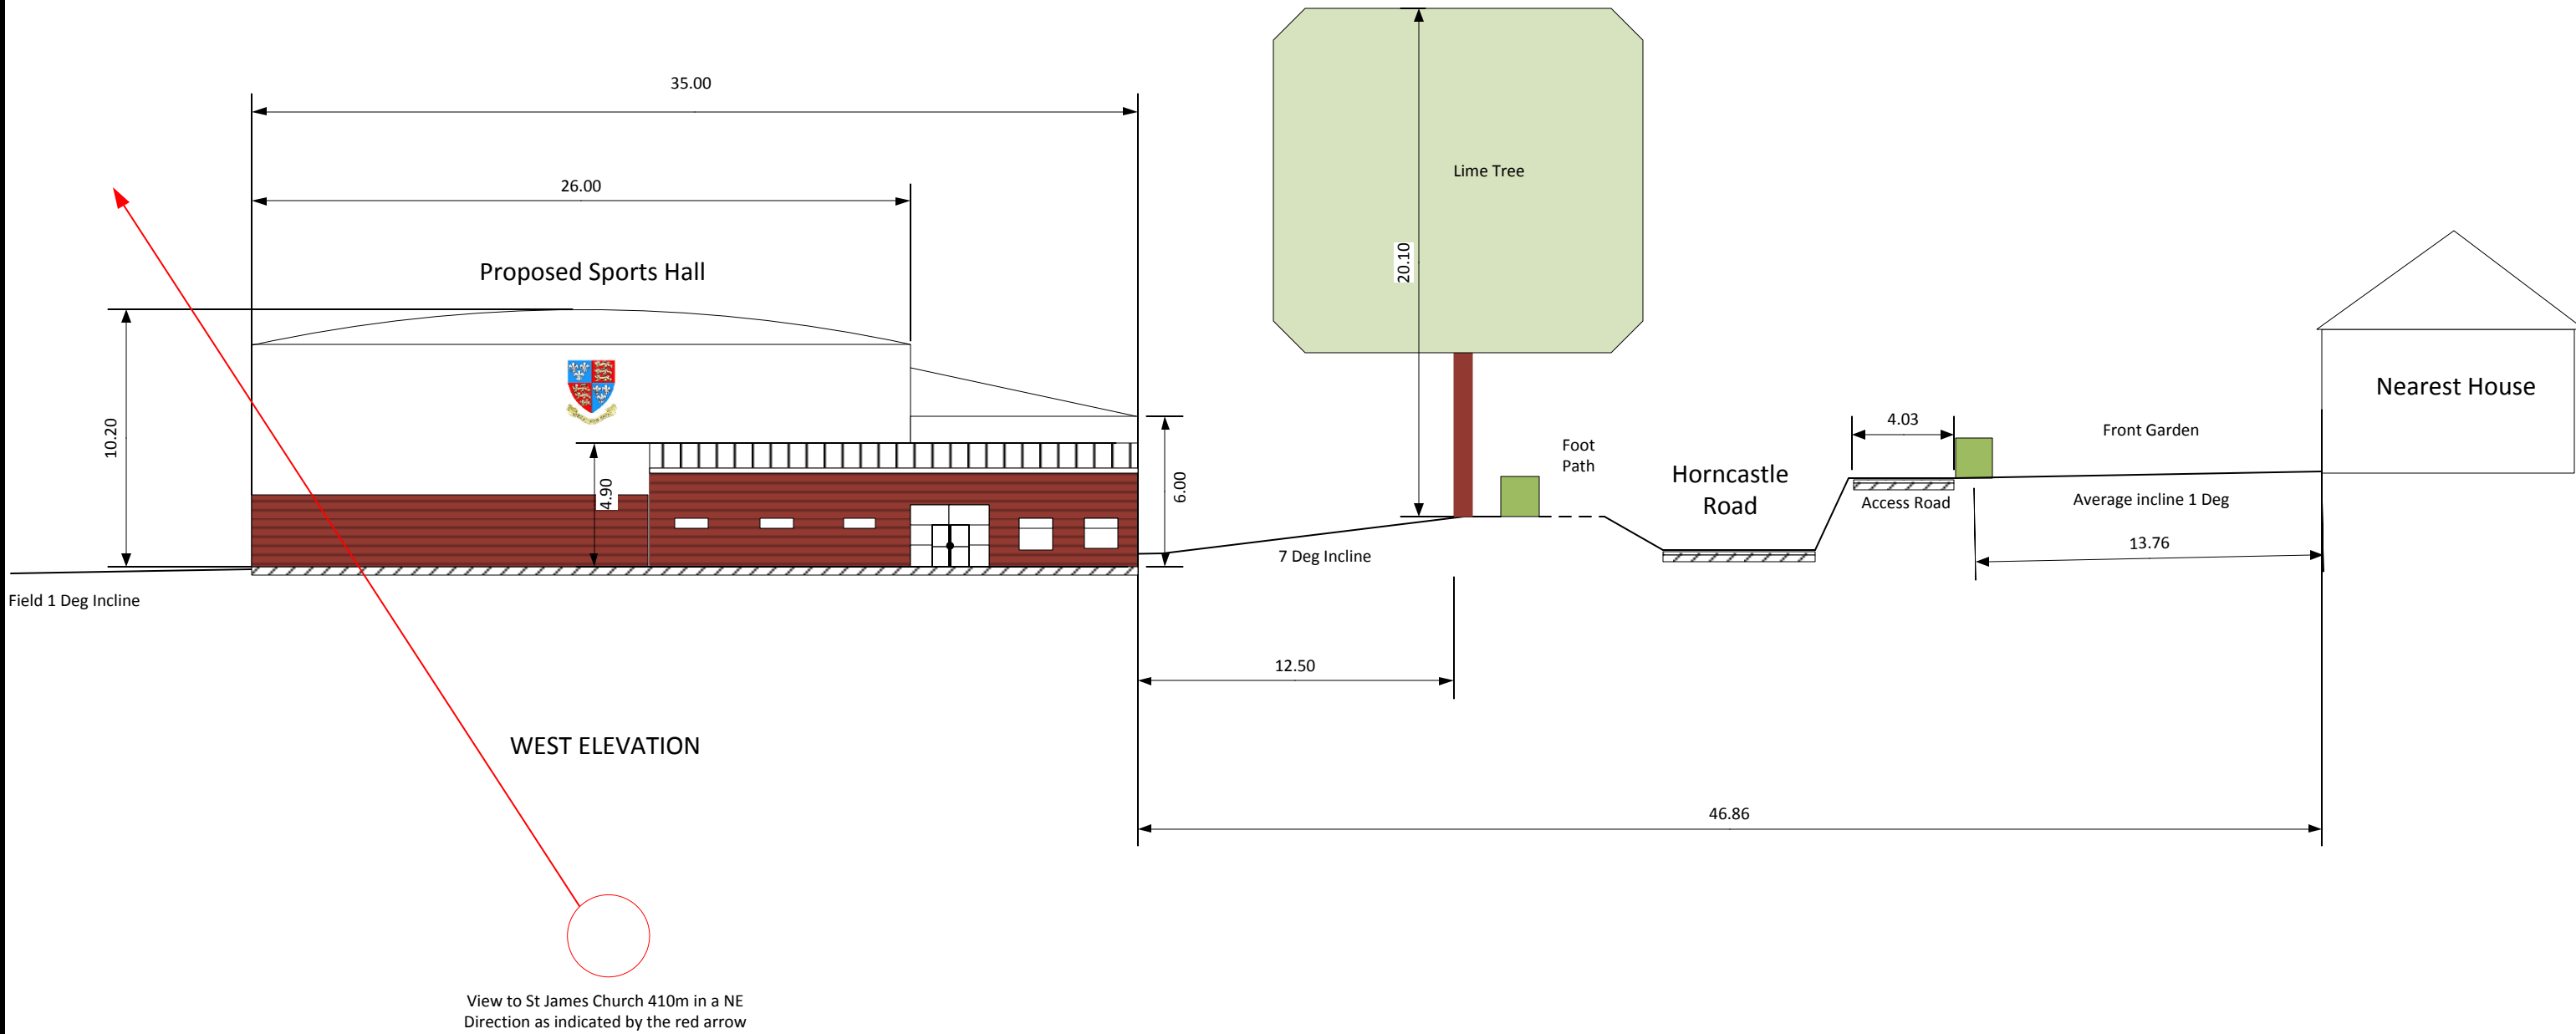 35.00
26.00
Proposed Sports Hall
10.20
4.90
6.00
Field 1 Deg Incline
WEST ELEVATION
View to St James Church 410m in a NE
Direction as indicated by the red arrow
Lime Tree
20.10
7 Deg Incline
12.50
Foot
Path
Horncastle
Road
4.03
Access Road
Front Garden
Average incline 1 Deg
13.76
46.86
Nearest House